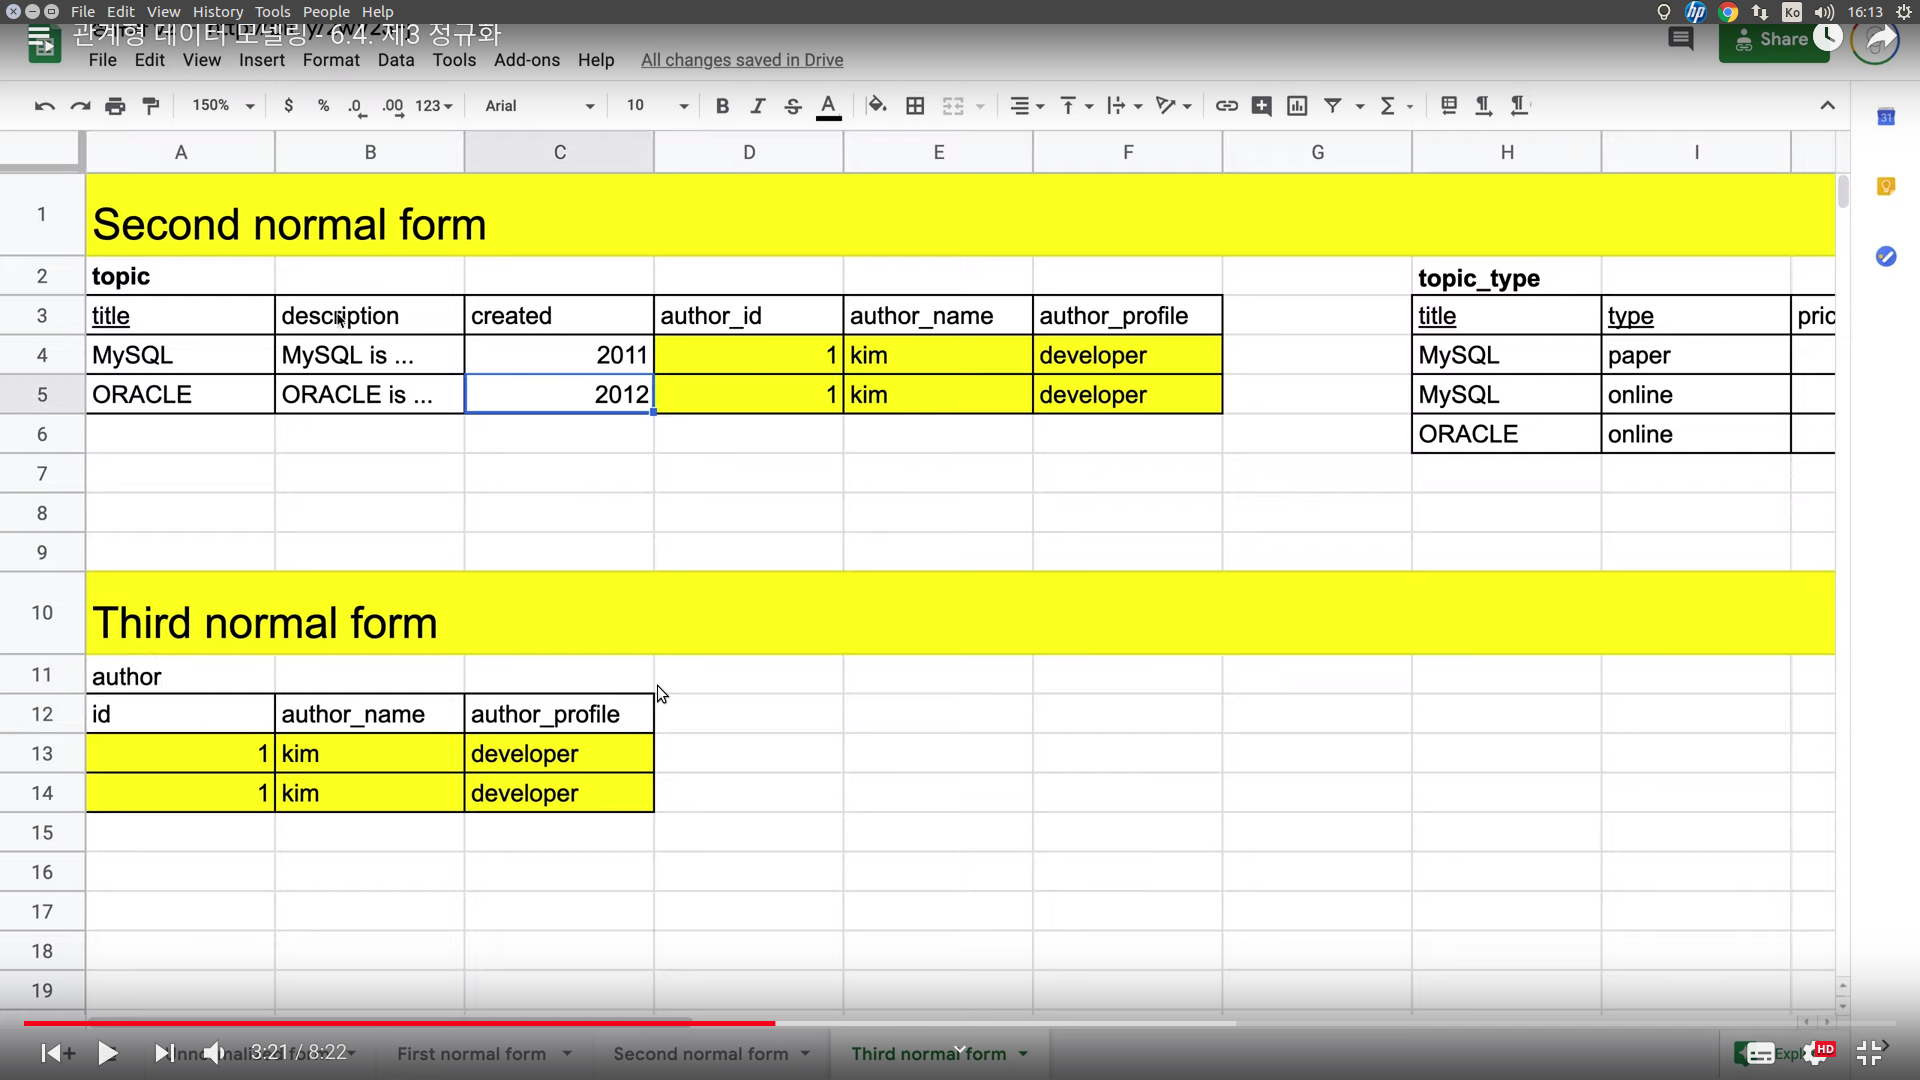 File Edit View History Tools People Help
Ko 16:13
관계형 데이터 모델링 - 6.4. 제3 정규화
Share
File Edit View Insert Format Data Tools Add-ons Help All changes saved in Drive
150% $ % .0 .00 123 Arial 10 B I S A Σ
31
A B C D E F G H I
1 Second normal form
2 topic topic_type
3 title description created author_id author_name author_profile title type pric
4 MySQL MySQL is ... 2011 1 kim developer MySQL paper
5 ORACLE ORACLE is ... 2012 1 kim developer MySQL online
6 ORACLE online
7
8
9
10 Third normal form
11 author
12 id author_name author_profile
13 1 kim developer
14 1 kim developer
15
16
17
18
19
3:21 / 8:22 First normal form Second normal form Third normal form Expl HD